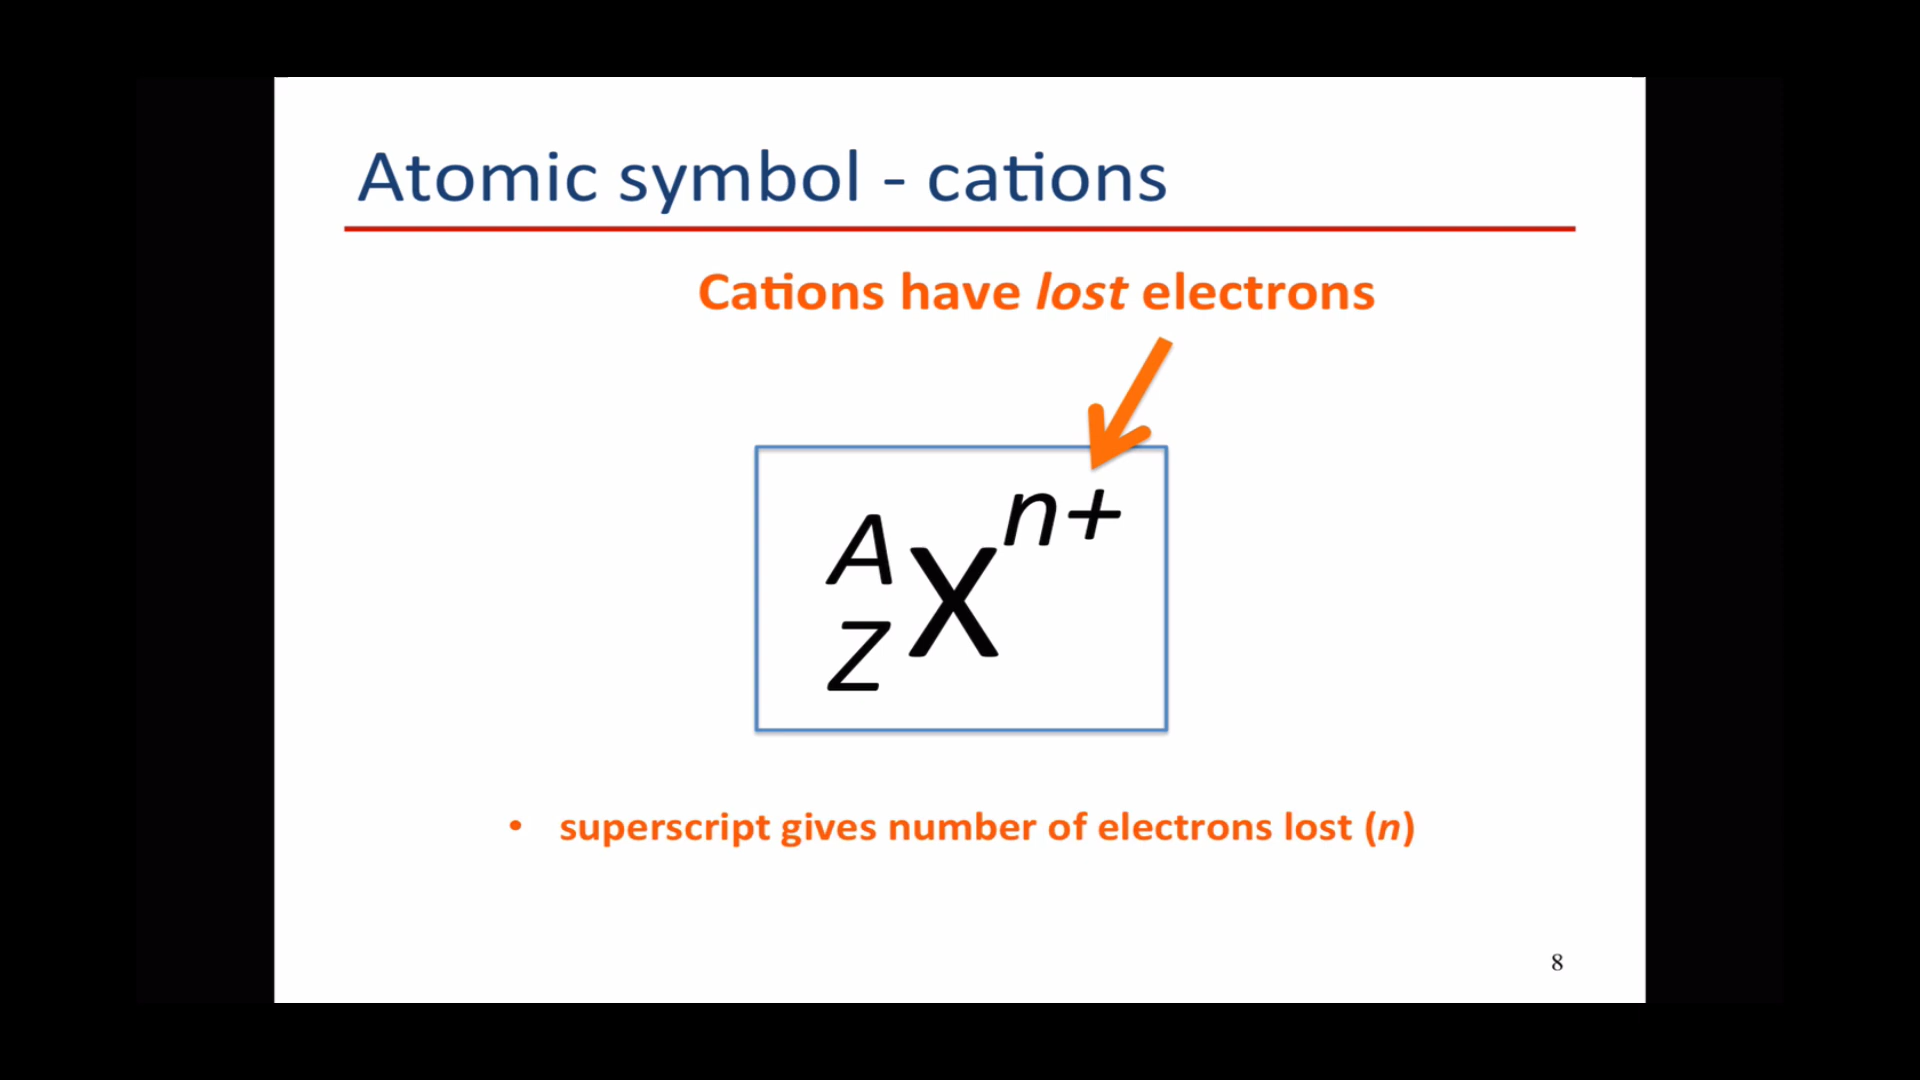 Atomic symbol - cations
Cations have lost electrons
A
Z
X
n+
• superscript gives number of electrons lost (n)
8